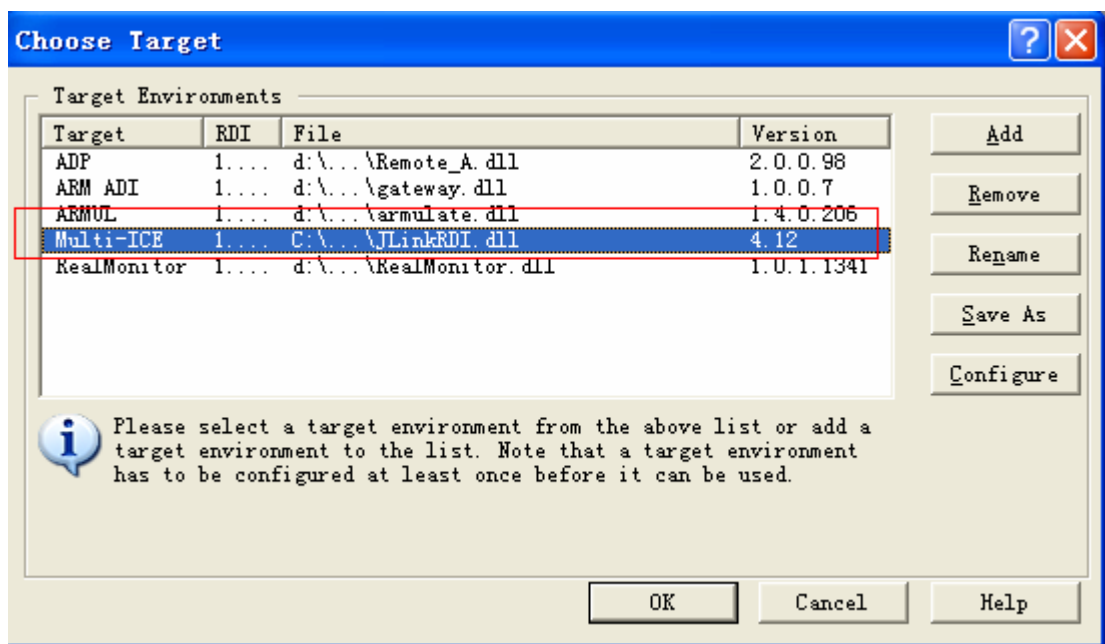 Choose Target
Target Environments
Target RDI File Version
ADP 1.... d:\...\Remote_A.dll 2.0.0.98
ARM ADI 1.... d:\...\gateway.dll 1.0.0.7
ARMUL 1.... d:\...\armulate.dll 1.4.0.206
Multi-ICE 1.... C:\...\JLinkRDI.dll 4.12
RealMonitor 1.... d:\...\RealMonitor.dll 1.0.1.1341
Add
Remove
Rename
Save As
Configure
Please select a target environment from the above list or add a
target environment to the list. Note that a target environment
has to be configured at least once before it can be used.
OK Cancel Help